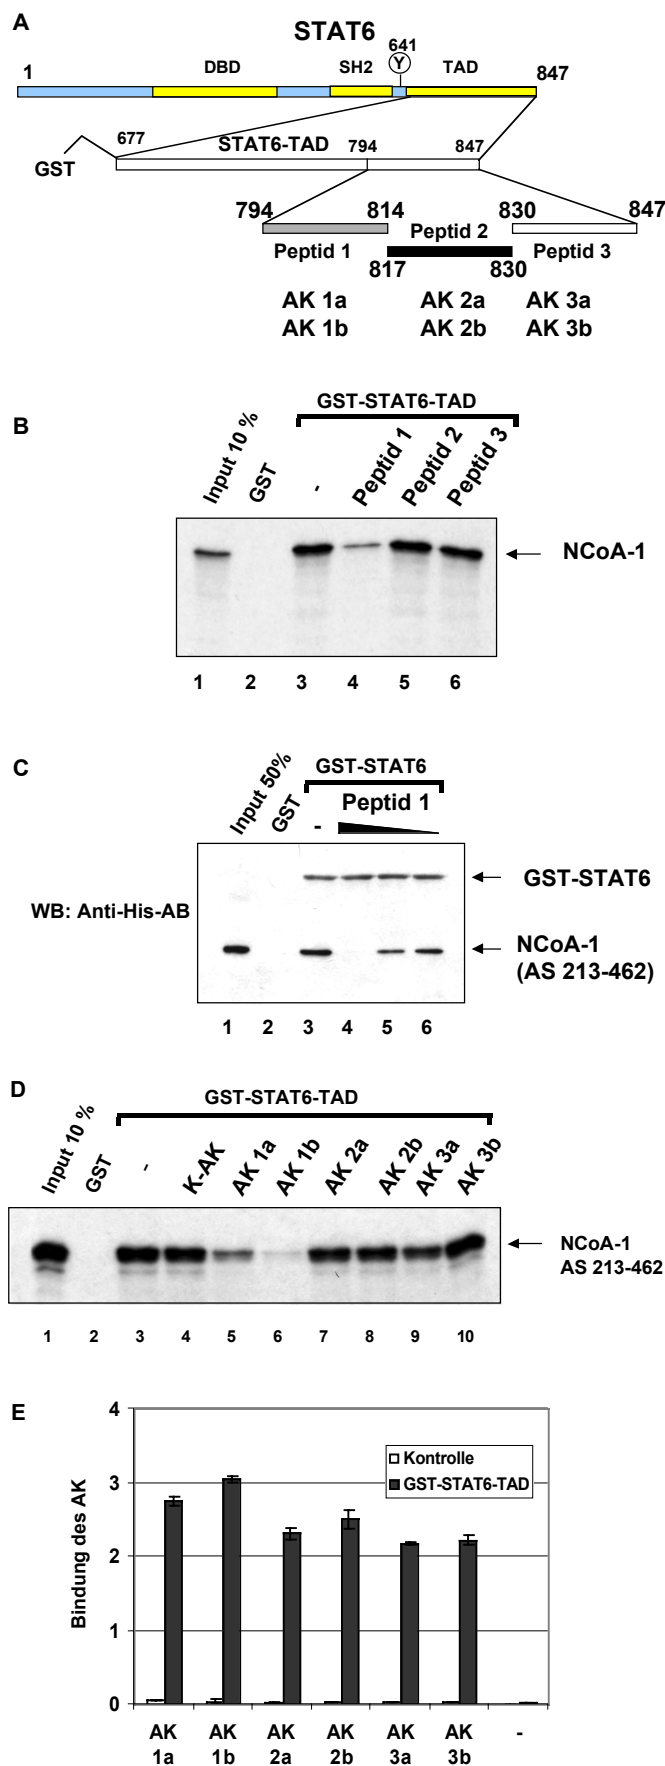 A
STAT6
641
1 DBD SH2 Y TAD 847
677 STAT6-TAD 794 847
GST
794 814 830 847
Peptid 1 Peptid 2 Peptid 3
817 830
AK 1a AK 2a AK 3a
AK 1b AK 2b AK 3b
B
GST-STAT6-TAD
Input 10 % GST - Peptid 1 Peptid 2 Peptid 3
NCoA-1
1 2 3 4 5 6
C
GST-STAT6
Input 50% GST - Peptid 1
GST-STAT6
WB: Anti-His-AB
NCoA-1
(AS 213-462)
1 2 3 4 5 6
D
GST-STAT6-TAD
Input 10 % GST - K-AK AK 1a AK 1b AK 2a AK 2b AK 3a AK 3b
NCoA-1
AS 213-462
1 2 3 4 5 6 7 8 9 10
E
Bindung des AK
4
3
2
1
0
Kontrolle
GST-STAT6-TAD
AK AK AK AK AK AK -
1a 1b 2a 2b 3a 3b